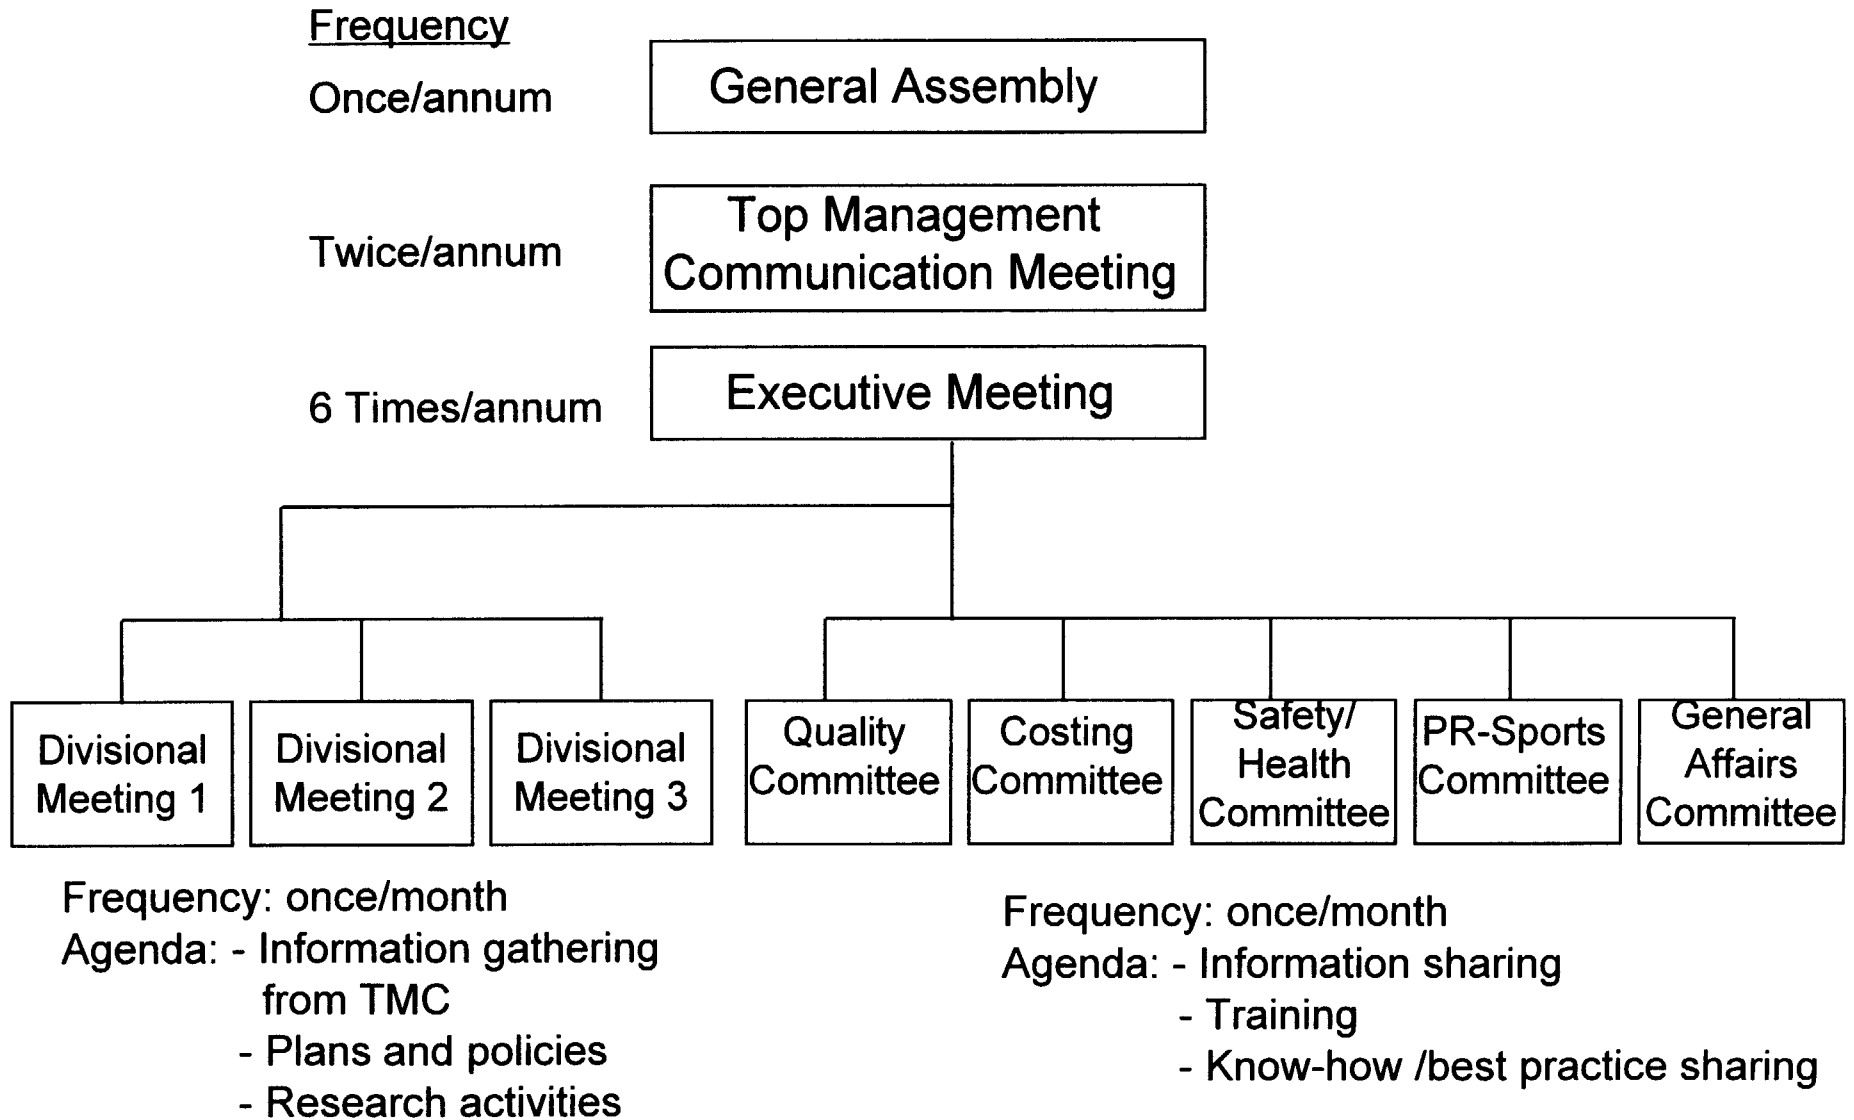 Frequency
Once/annum
General Assembly
Twice/annum
Top Management
Communication Meeting
6 Times/annum
Executive Meeting
Divisional
Meeting 1
Divisional
Meeting 2
Divisional
Meeting 3
Quality
Committee
Costing
Committee
Safety/
Health
Committee
PR-Sports
Committee
General
Affairs
Committee
Frequency: once/month
Agenda: - Information gathering
from TMC
- Plans and policies
- Research activities
Frequency: once/month
Agenda: - Information sharing
- Training
- Know-how /best practice sharing